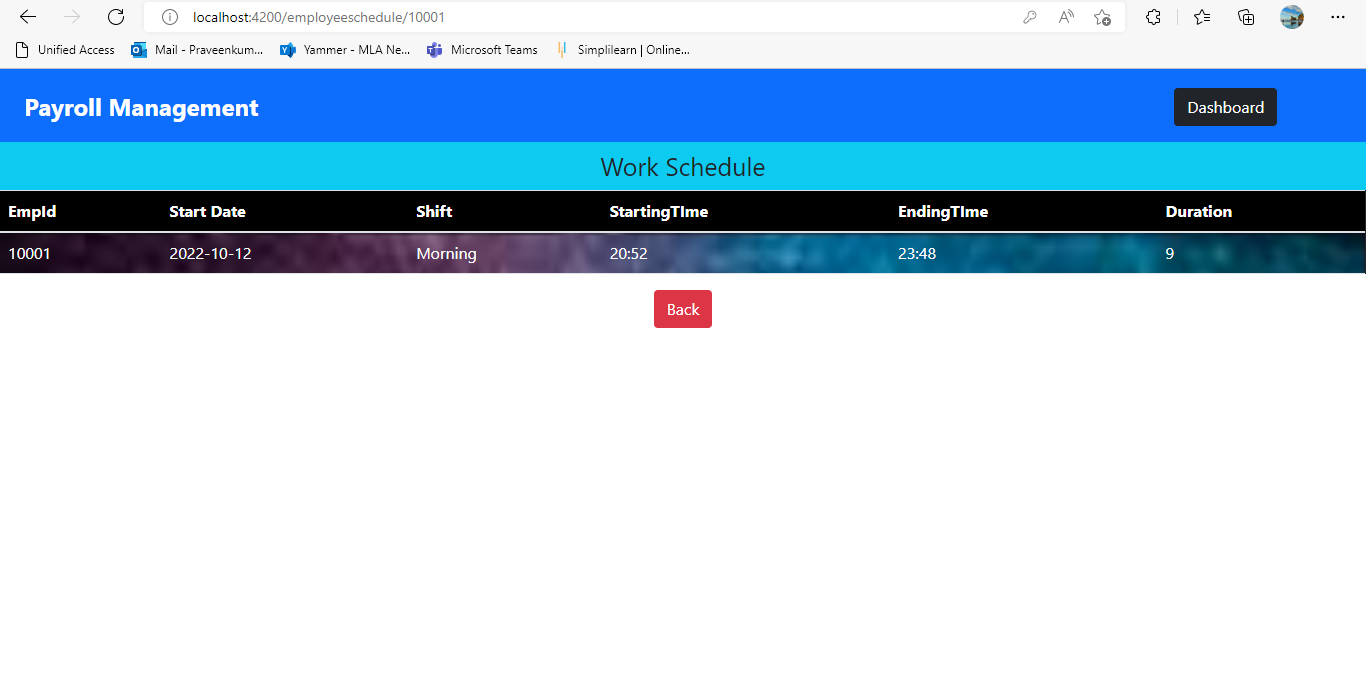 localhost:4200/employeeschedule/10001
Unified Access Mail - Praveenkum... Yammer - MLA Ne... Microsoft Teams Simplilearn | Online...
Payroll Management Dashboard
Work Schedule
EmpId Start Date Shift StartingTIme EndingTIme Duration
10001 2022-10-12 Morning 20:52 23:48 9
Back